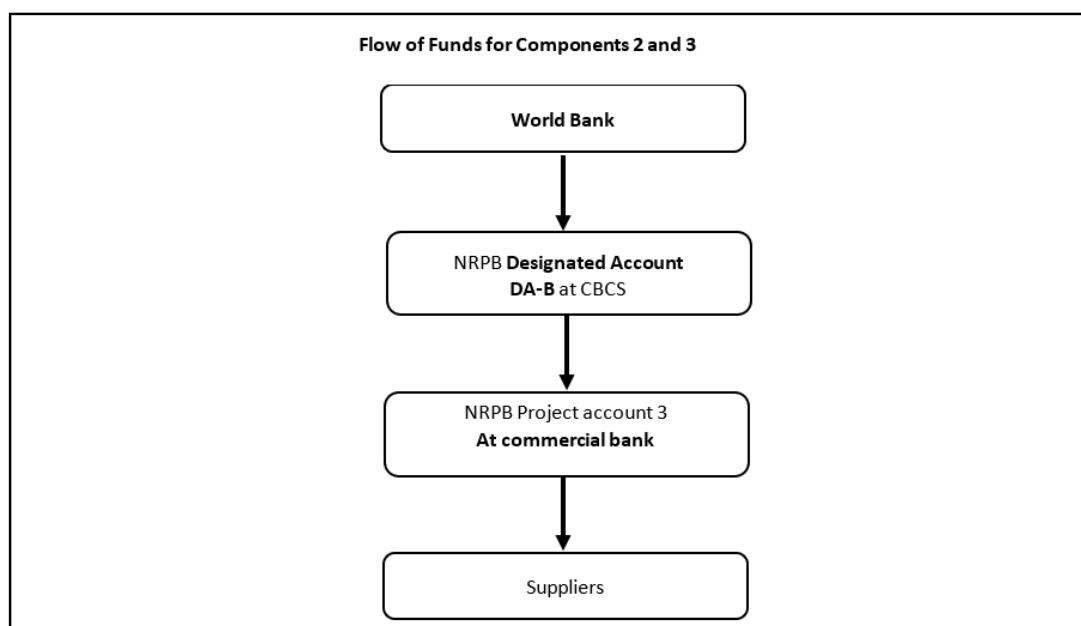 Flow of Funds for Components 2 and 3
World Bank
NRPB Designated Account
DA-B at CBCS
NRPB Project account 3
At commercial bank
Suppliers